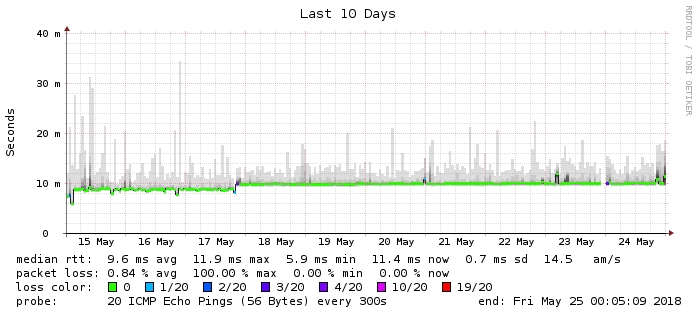 Last 10 Days
RRDTOOL / TOBI OETIKER
Seconds
40 m
30 m
20 m
10 m
0
15 May 16 May 17 May 18 May 19 May 20 May 21 May 22 May 23 May 24 May
median rtt: 9.6 ms avg 11.9 ms max 5.9 ms min 11.4 ms now 0.7 ms sd 14.5 am/s
packet loss: 0.84 % avg 100.00 % max 0.00 % min 0.00 % now
loss color: 0 1/20 2/20 3/20 4/20 10/20 19/20
probe: 20 ICMP Echo Pings (56 Bytes) every 300s end: Fri May 25 00:05:09 2018